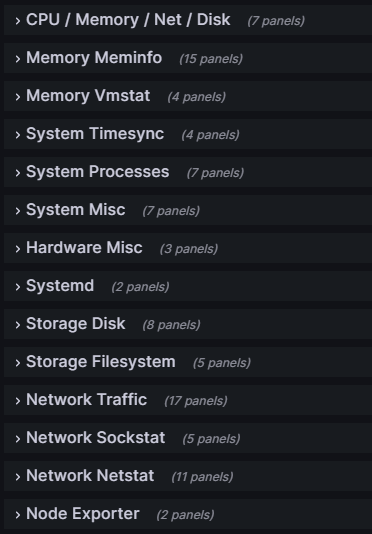 CPU / Memory / Net / Disk (7 panels)
Memory Meminfo (15 panels)
Memory Vmstat (4 panels)
System Timesync (4 panels)
System Processes (7 panels)
System Misc (7 panels)
Hardware Misc (3 panels)
Systemd (2 panels)
Storage Disk (8 panels)
Storage Filesystem (5 panels)
Network Traffic (17 panels)
Network Sockstat (5 panels)
Network Netstat (11 panels)
Node Exporter (2 panels)